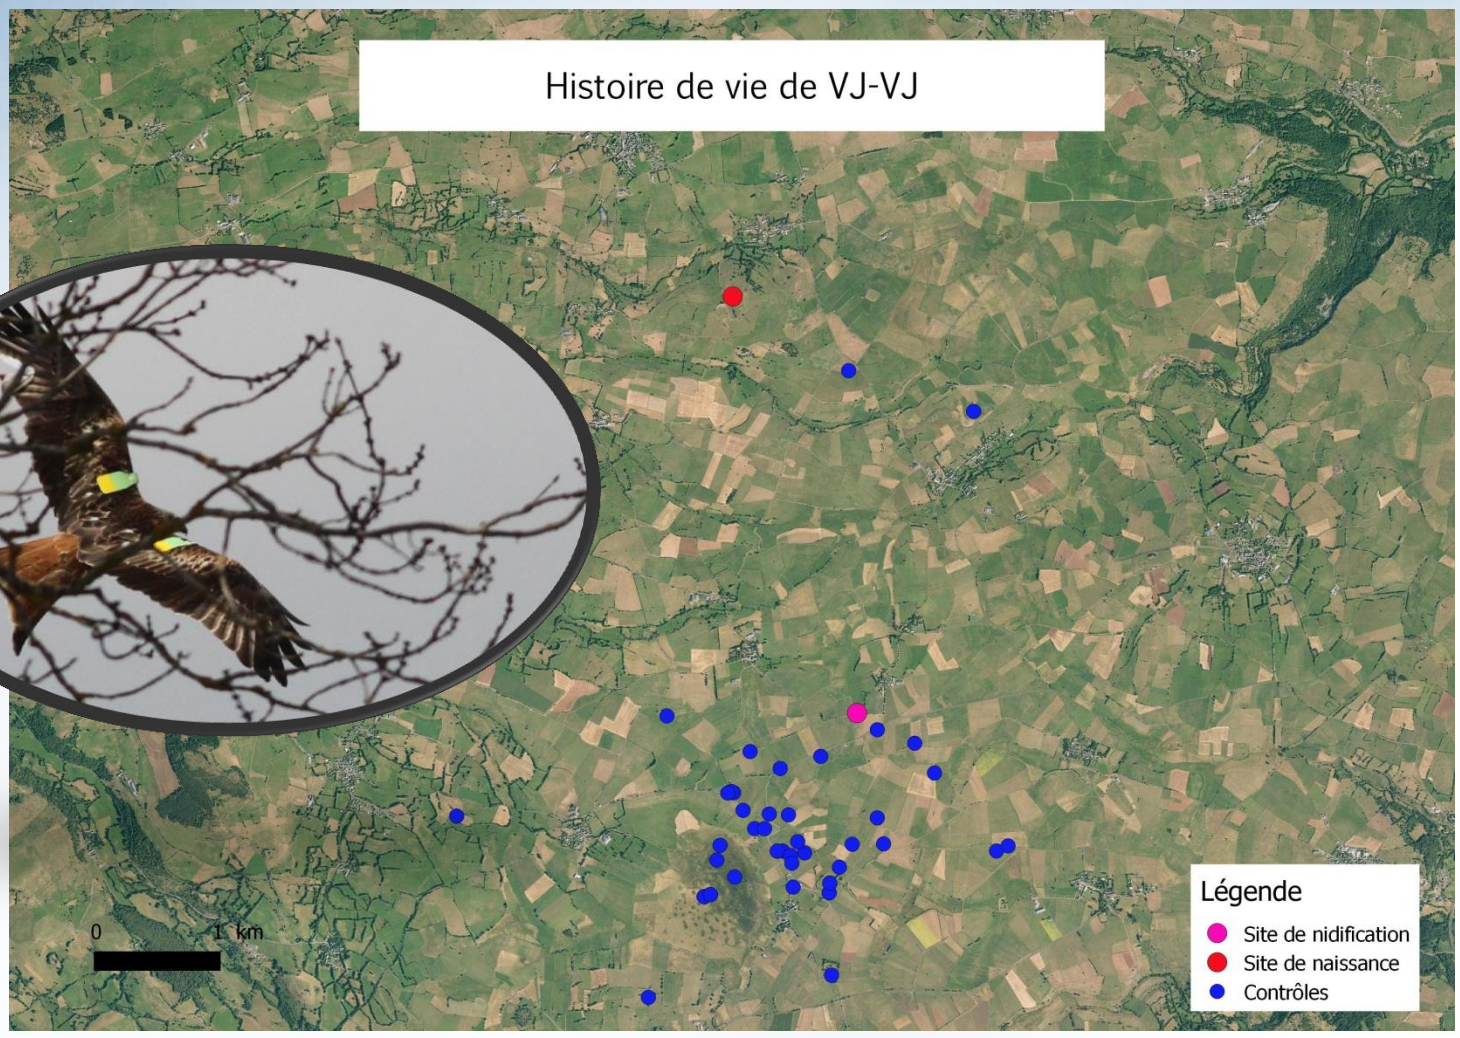 Histoire de vie de VJ-VJ
0 1 km
Légende
Site de nidification
Site de naissance
Contrôles